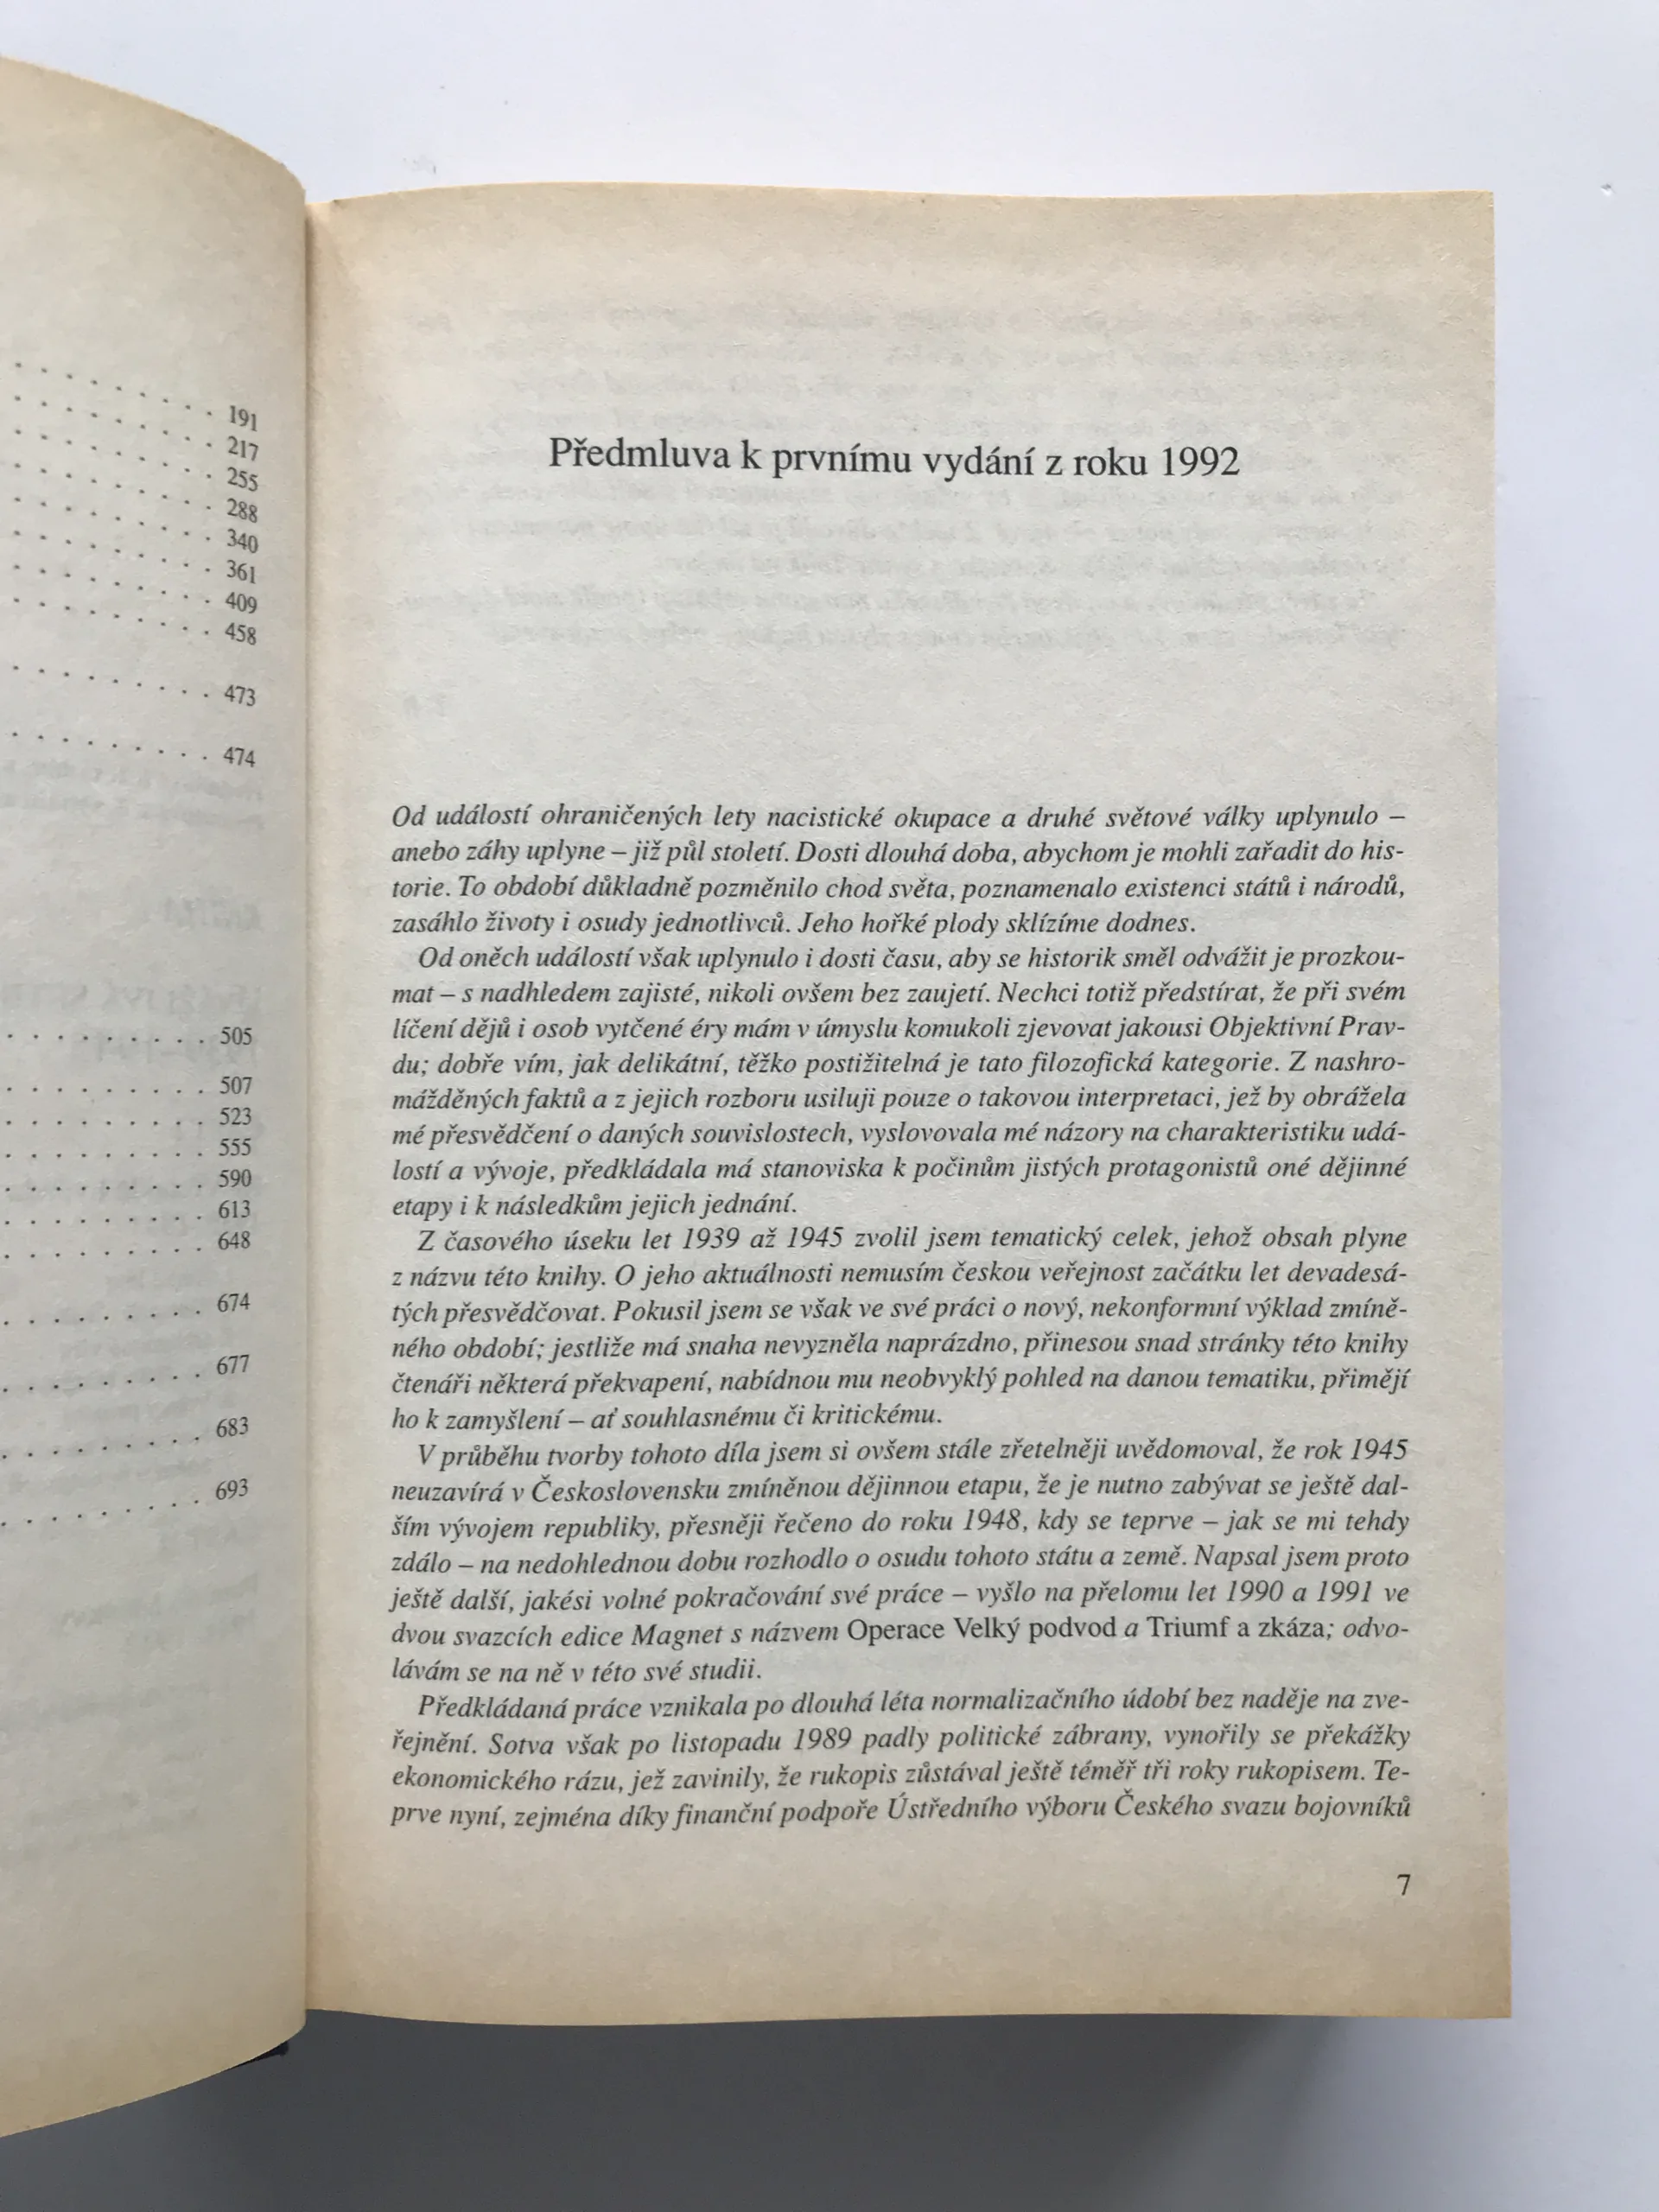 191
217
255
288
340
361
409
458
473
474
505
507
523
555
590
613
648
674
677
683
693
Předmluva k prvnímu vydání z roku 1992
Od událostí ohraničených lety nacistické okupace a druhé světové války uplynulo –
anebo záhy uplyne – již půl století. Dosti dlouhá doba, abychom je mohli zařadit do his-
torie. To období důkladně pozměnilo chod světa, poznamenalo existenci států i národů,
zasáhlo životy i osudy jednotlivců. Jeho hořké plody sklízíme dodnes.
Od oněch událostí však uplynulo i dosti času, aby se historik směl odvážit je prozkou-
mat – s nadhledem zajisté, nikoli ovšem bez zaujetí. Nechci totiž předstírat, že při svém
líčení dějů i osob vytčené éry mám v úmyslu komukoli zjevovat jakousi Objektivní Prav-
du; dobře vím, jak delikátní, těžko postižitelná je tato filozofická kategorie. Z nashro-
mážděných faktů a z jejich rozboru usiluji pouze o takovou interpretaci, jež by obrážela
mé přesvědčení o daných souvislostech, vyslovovala mé názory na charakteristiku udá-
lostí a vývoje, předkládala má stanoviska k počinům jistých protagonistů oné dějinné
etapy i k následkům jejich jednání.
Z časového úseku let 1939 až 1945 zvolil jsem tematický celek, jehož obsah plyne
z názvu této knihy. O jeho aktuálnosti nemusím českou veřejnost začátku let devadesá-
tých přesvědčovat. Pokusil jsem se však ve své práci o nový, nekonformní výklad zmíně-
ného období; jestliže má snaha nevyzněla naprázdno, přinesou snad stránky této knihy
čtenáři některá překvapení, nabídnou mu neobvyklý pohled na danou tematiku, přimějí
ho k zamyšlení – ať souhlasnému či kritickému.
V průběhu tvorby tohoto díla jsem si ovšem stále zřetelněji uvědomoval, že rok 1945
neuzavírá v Československu zmíněnou dějinnou etapu, že je nutno zabývat se ještě dal-
ším vývojem republiky, přesněji řečeno do roku 1948, kdy se teprve – jak se mi tehdy
zdálo – na nedohlednou dobu rozhodlo o osudu tohoto státu a země. Napsal jsem proto
ještě další, jakési volné pokračování své práce – vyšlo na přelomu let 1990 a 1991 ve
dvou svazcích edice Magnet s názvem Operace Velký podvod a Triumf a zkáza; odvo-
lávám se na ně v této své studii.
Předkládaná práce vznikala po dlouhá léta normalizačního údobí bez naděje na zve-
řejnění. Sotva však po listopadu 1989 padly politické zábrany, vynořily se překážky
ekonomického rázu, jež zavinily, že rukopis zůstával ještě téměř tři roky rukopisem. Te-
prve nyní, zejména díky finanční podpoře Ústředního výboru Českého svazu bojovníků
7